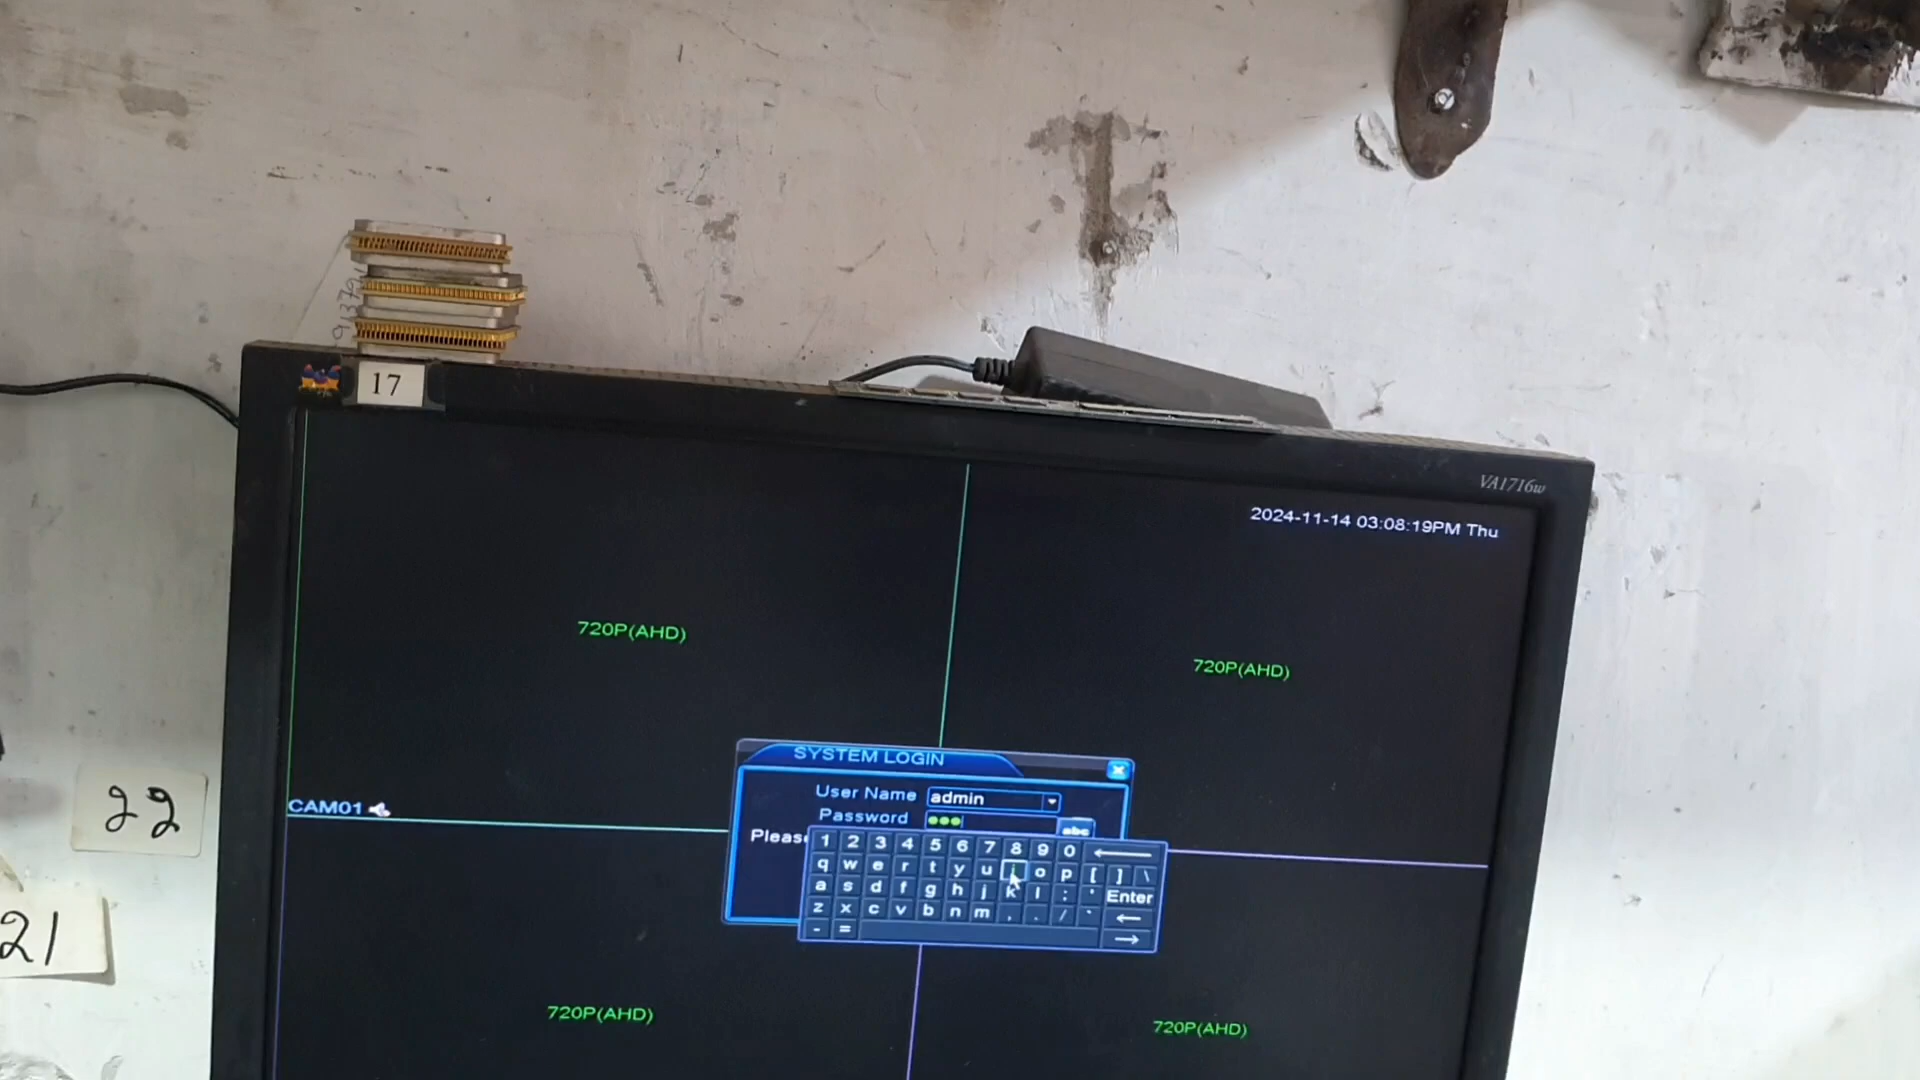 17
VA1716w
2024-11-14 03:08:19PM Thu
720P(AHD)
720P(AHD)
SYSTEM LOGIN
User Name admin
Password
abc
CAM01
1 2 3 4 5 6 7 8 9 0
q w e r t y u i o p [ ] \
a s d f g h j k l ; ' Enter
z x c v b n m , . / `
- =
22
21
720P(AHD)
720P(AHD)